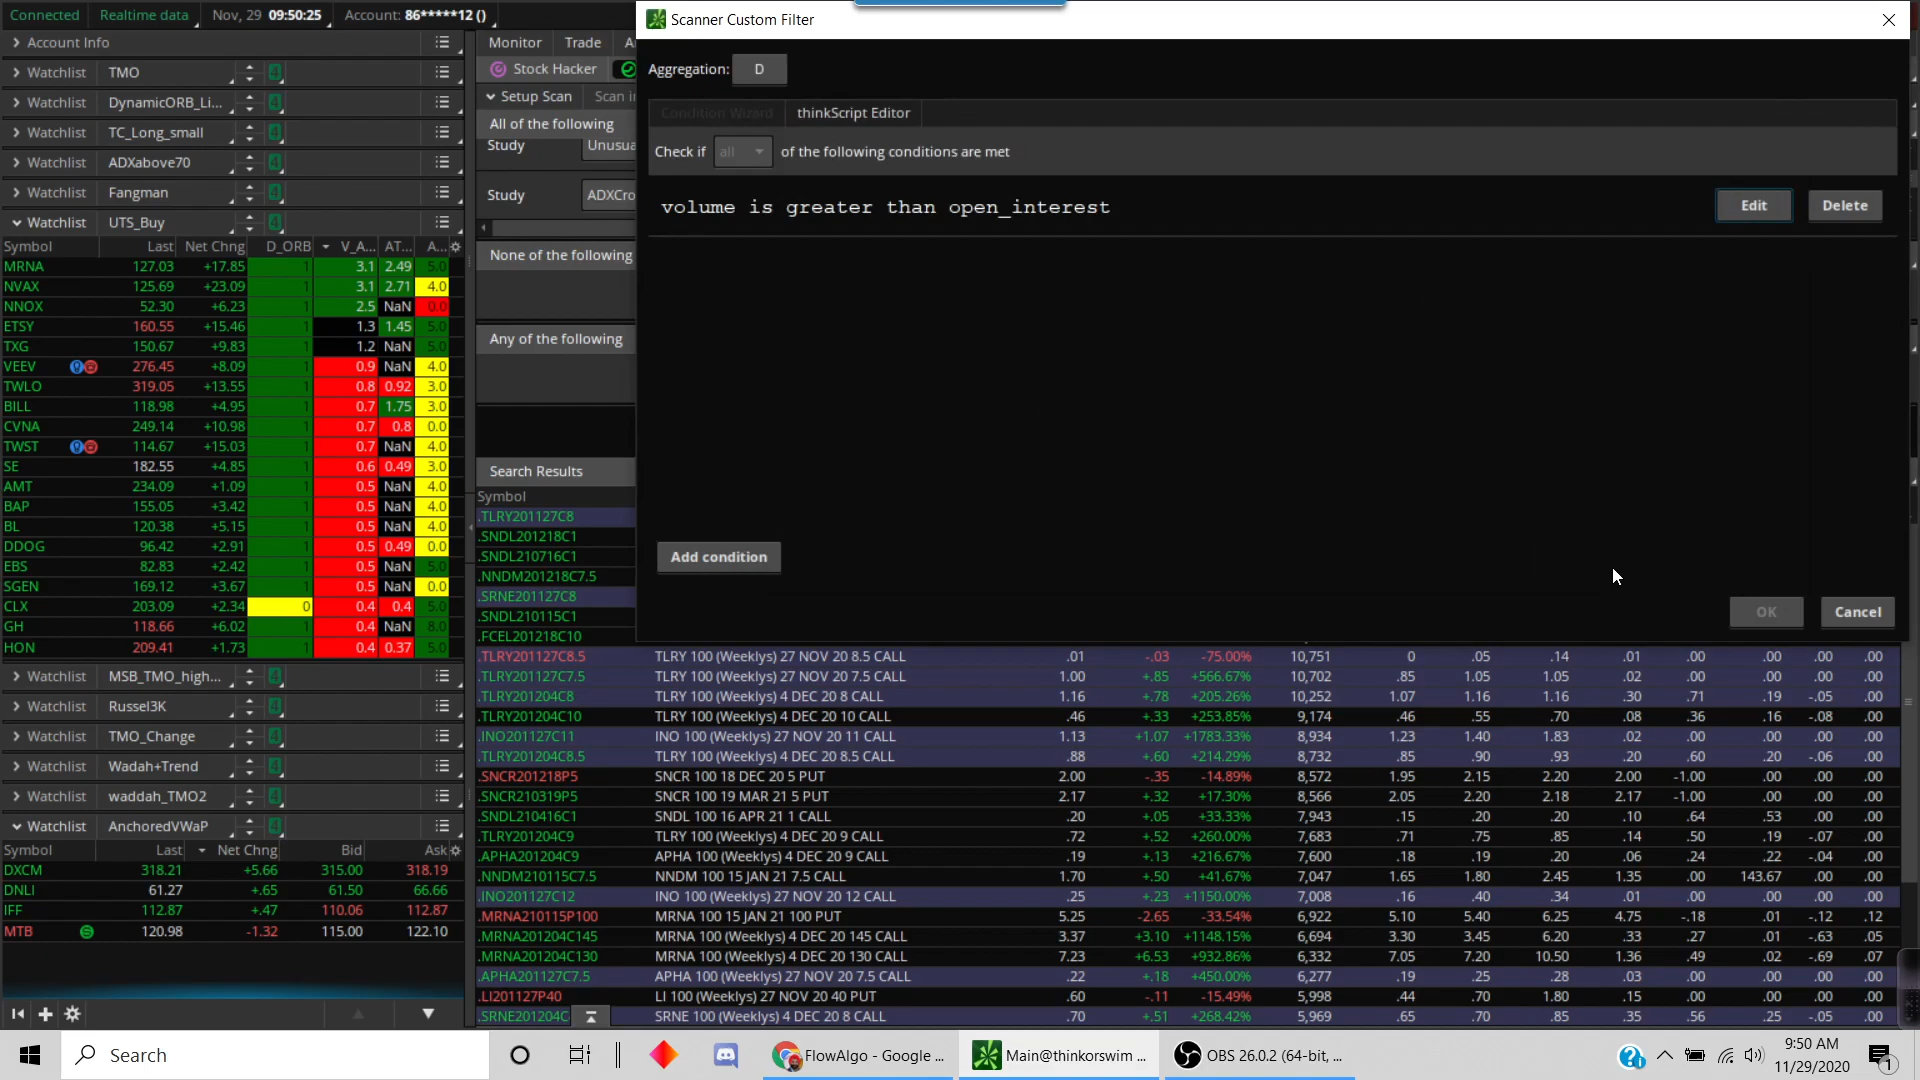 Connected Realtime data Nov, 29 09:50:25 Account: 86*****12 ()
Account Info
Watchlist TMO
Watchlist DynamicORB_Li...
Watchlist TC_Long_small
Watchlist ADXabove70
Watchlist Fangman
Watchlist UTS_Buy
Symbol Last Net Chng D_ORB V_A... AT... A...
MRNA 127.03 +17.85 1 3.1 2.49 5.0
NVAX 125.69 +23.09 1 3.1 2.71 4.0
NNOX 52.30 +6.23 1 2.5 NaN 0.0
ETSY 160.55 +15.46 1 1.3 1.45 5.0
TXG 150.67 +9.83 1 1.2 NaN 5.0
VEEV 276.45 +8.09 1 0.9 NaN 4.0
TWLO 319.05 +13.55 1 0.8 0.92 3.0
BILL 118.98 +4.95 1 0.7 1.75 3.0
CVNA 249.14 +10.98 1 0.7 0.8 0.0
TWST 114.67 +15.03 1 0.7 NaN 4.0
SE 182.55 +4.85 1 0.6 0.49 3.0
AMT 234.09 +1.09 1 0.5 NaN 4.0
BAP 155.05 +3.42 1 0.5 NaN 4.0
BL 120.38 +5.15 1 0.5 NaN 4.0
DDOG 96.42 +2.91 1 0.5 0.49 0.0
EBS 82.83 +2.42 1 0.5 NaN 5.0
SGEN 169.12 +3.67 1 0.5 NaN 0.0
CLX 203.09 +2.34 0 0.4 0.4 5.0
GH 118.66 +6.02 1 0.4 NaN 8.0
HON 209.41 +1.73 1 0.4 0.37 5.0
Watchlist MSB_TMO_high...
Watchlist Russel3K
Watchlist TMO_Change
Watchlist Wadah+Trend
Watchlist waddah_TMO2
Watchlist AnchoredVWaP
Symbol Last Net Chng Bid Ask
DXCM 318.21 +5.66 315.00 318.19
DNLI 61.27 +.65 61.50 66.66
IFF 112.87 +.47 110.06 112.87
MTB 120.98 -1.32 115.00 122.10
Monitor Trade A
Stock Hacker
Setup Scan Scan in
All of the following
Study Unusua
Study ADXCro
None of the following
Any of the following
Search Results
Symbol
.TLRY201127C8
.SNDL201218C1
.SNDL210716C1
.NNDM201218C7.5
.SRNE201127C8
.SNDL210115C1
.FCEL201218C10
.TLRY201127C8.5 TLRY 100 (Weeklys) 27 NOV 20 8.5 CALL .01 -.03 -75.00% 10,751 0 .05 .14 .01 .00 .00 .00 .00
.TLRY201127C7.5 TLRY 100 (Weeklys) 27 NOV 20 7.5 CALL 1.00 +.85 +566.67% 10,702 .85 1.05 1.05 .02 .00 .00 .00 .00
.TLRY201204C8 TLRY 100 (Weeklys) 4 DEC 20 8 CALL 1.16 +.78 +205.26% 10,252 1.07 1.16 1.16 .30 .71 .19 -.05 .00
.TLRY201204C10 TLRY 100 (Weeklys) 4 DEC 20 10 CALL .46 +.33 +253.85% 9,174 .46 .55 .70 .08 .36 .16 -.08 .00
.INO201127C11 INO 100 (Weeklys) 27 NOV 20 11 CALL 1.13 +1.07 +1783.33% 8,934 1.23 1.40 1.83 .02 .00 .00 .00 .00
.TLRY201204C8.5 TLRY 100 (Weeklys) 4 DEC 20 8.5 CALL .88 +.60 +214.29% 8,732 .85 .90 .93 .20 .60 .20 -.06 .00
.SNCR201218P5 SNCR 100 18 DEC 20 5 PUT 2.00 -.35 -14.89% 8,572 1.95 2.15 2.20 2.00 -1.00 .00 .00 .00
.SNCR210319P5 SNCR 100 19 MAR 21 5 PUT 2.17 +.32 +17.30% 8,566 2.05 2.20 2.18 2.17 -1.00 .00 .00 .00
.SNDL210416C1 SNDL 100 16 APR 21 1 CALL .20 +.05 +33.33% 7,943 .15 .20 .20 .10 .64 .53 .00 .00
.TLRY201204C9 TLRY 100 (Weeklys) 4 DEC 20 9 CALL .72 +.52 +260.00% 7,683 .71 .75 .85 .14 .50 .19 -.07 .00
.APHA201204C9 APHA 100 (Weeklys) 4 DEC 20 9 CALL .19 +.13 +216.67% 7,600 .18 .19 .20 .06 .24 .22 -.04 .00
.NNDM210115C7.5 NNDM 100 15 JAN 21 7.5 CALL 1.70 +.50 +41.67% 7,047 1.65 1.80 2.45 1.35 .00 143.67 .00 .00
.INO201127C12 INO 100 (Weeklys) 27 NOV 20 12 CALL .25 +.23 +1150.00% 7,008 .16 .40 .34 .01 .00 .00 .00 .00
.MRNA210115P100 MRNA 100 15 JAN 21 100 PUT 5.25 -2.65 -33.54% 6,922 5.10 5.40 6.25 4.75 -.18 .01 -.12 .12
.MRNA201204C145 MRNA 100 (Weeklys) 4 DEC 20 145 CALL 3.37 +3.10 +1148.15% 6,694 3.30 3.45 6.20 .33 .27 .01 -.63 .05
.MRNA201204C130 MRNA 100 (Weeklys) 4 DEC 20 130 CALL 7.23 +6.53 +932.86% 6,332 7.05 7.20 10.50 1.36 .49 .02 -.69 .07
.APHA201127C7.5 APHA 100 (Weeklys) 27 NOV 20 7.5 CALL .22 +.18 +450.00% 6,277 .19 .25 .28 .03 .00 .00 .00 .00
.LI201127P40 LI 100 (Weeklys) 27 NOV 20 40 PUT .60 -.11 -15.49% 5,998 .44 .70 1.80 .15 .00 .00 .00 .00
.SRNE201204C SRNE 100 (Weeklys) 4 DEC 20 8 CALL .70 +.51 +268.42% 5,969 .65 .70 .85 .35 .56 .25 -.05 .00
Scanner Custom Filter
Aggregation: D
Condition Wizard thinkScript Editor
Check if all of the following conditions are met
volume is greater than open_interest Edit Delete
Add condition
OK Cancel
Search FlowAlgo - Google ... Main@thinkorswim ... OBS 26.0.2 (64-bit, ... 9:50 AM
11/29/2020 1